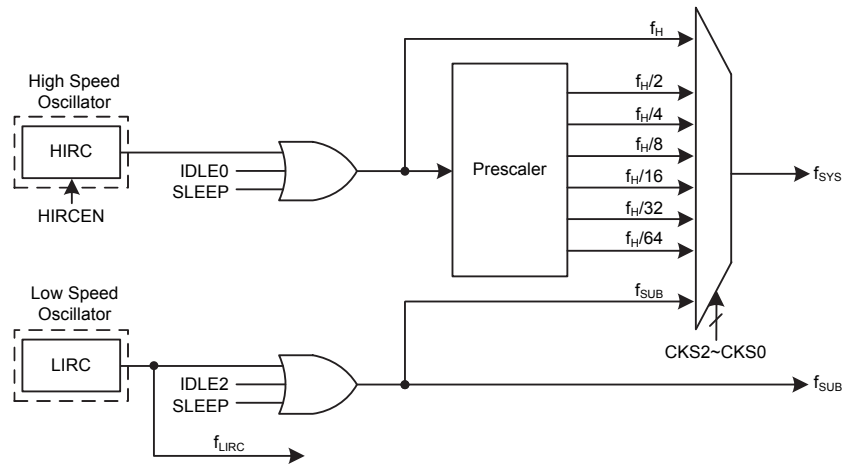 High Speed
Oscillator
HIRC
HIRCEN
IDLE0
SLEEP
Prescaler
fH
fH/2
fH/4
fH/8
fH/16
fH/32
fH/64
fSUB
CKS2~CKS0
fSYS
Low Speed
Oscillator
LIRC
IDLE2
SLEEP
fLIRC
fSUB